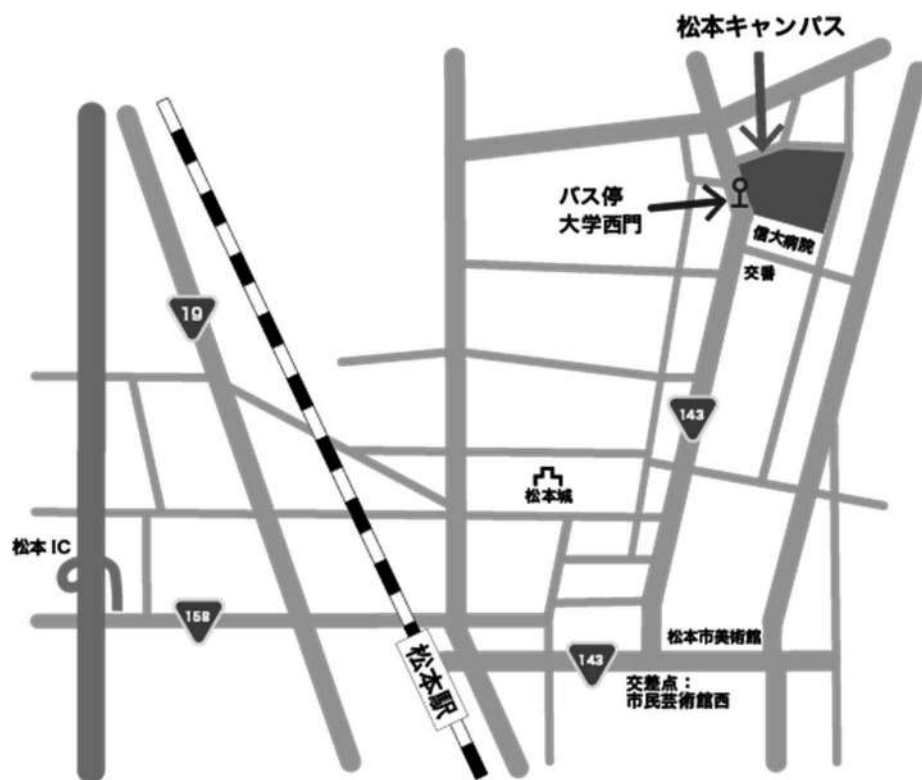 松本キャンパス
バス停
大学西門
信大病院
交番
19
143
松本城
松本IC
158
松本市美術館
松本駅
143
交差点：
市民芸術館西